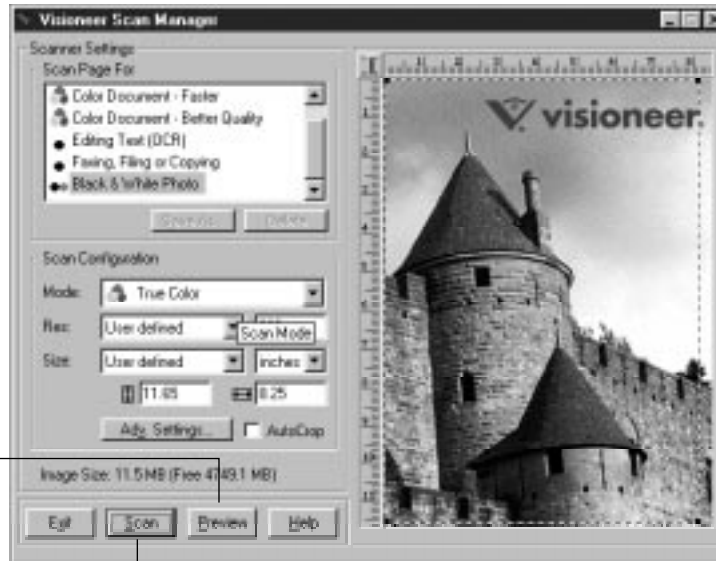 Visioneer Scan Manager
Scanner Settings
Scan Page For
Color Document - Faster
Color Document - Better Quality
Editing Text (OCR)
Faxing, Filing or Copying
Black & White Photo
Save As... Delete
Scan Configuration
Mode: True Color
Res: User defined
Scan Mode
Size: User defined inches
11.65 8.25
Adv. Settings... AutoCrop
Image Size: 11.5 MB (Free 4749.1 MB)
Exit Scan Preview Help
visioneer.